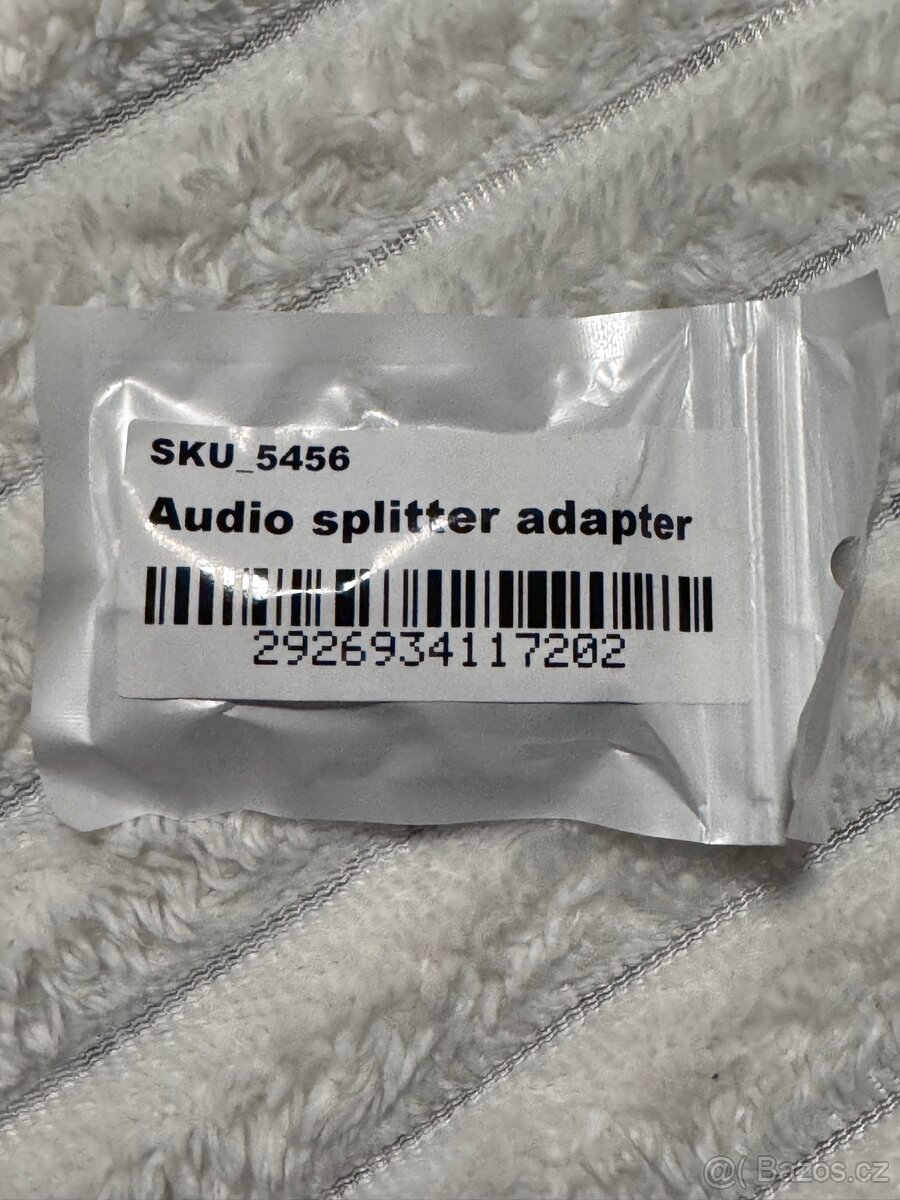 SKU_5456
Audio splitter adapter
2926934117202
@( Bazos.cz